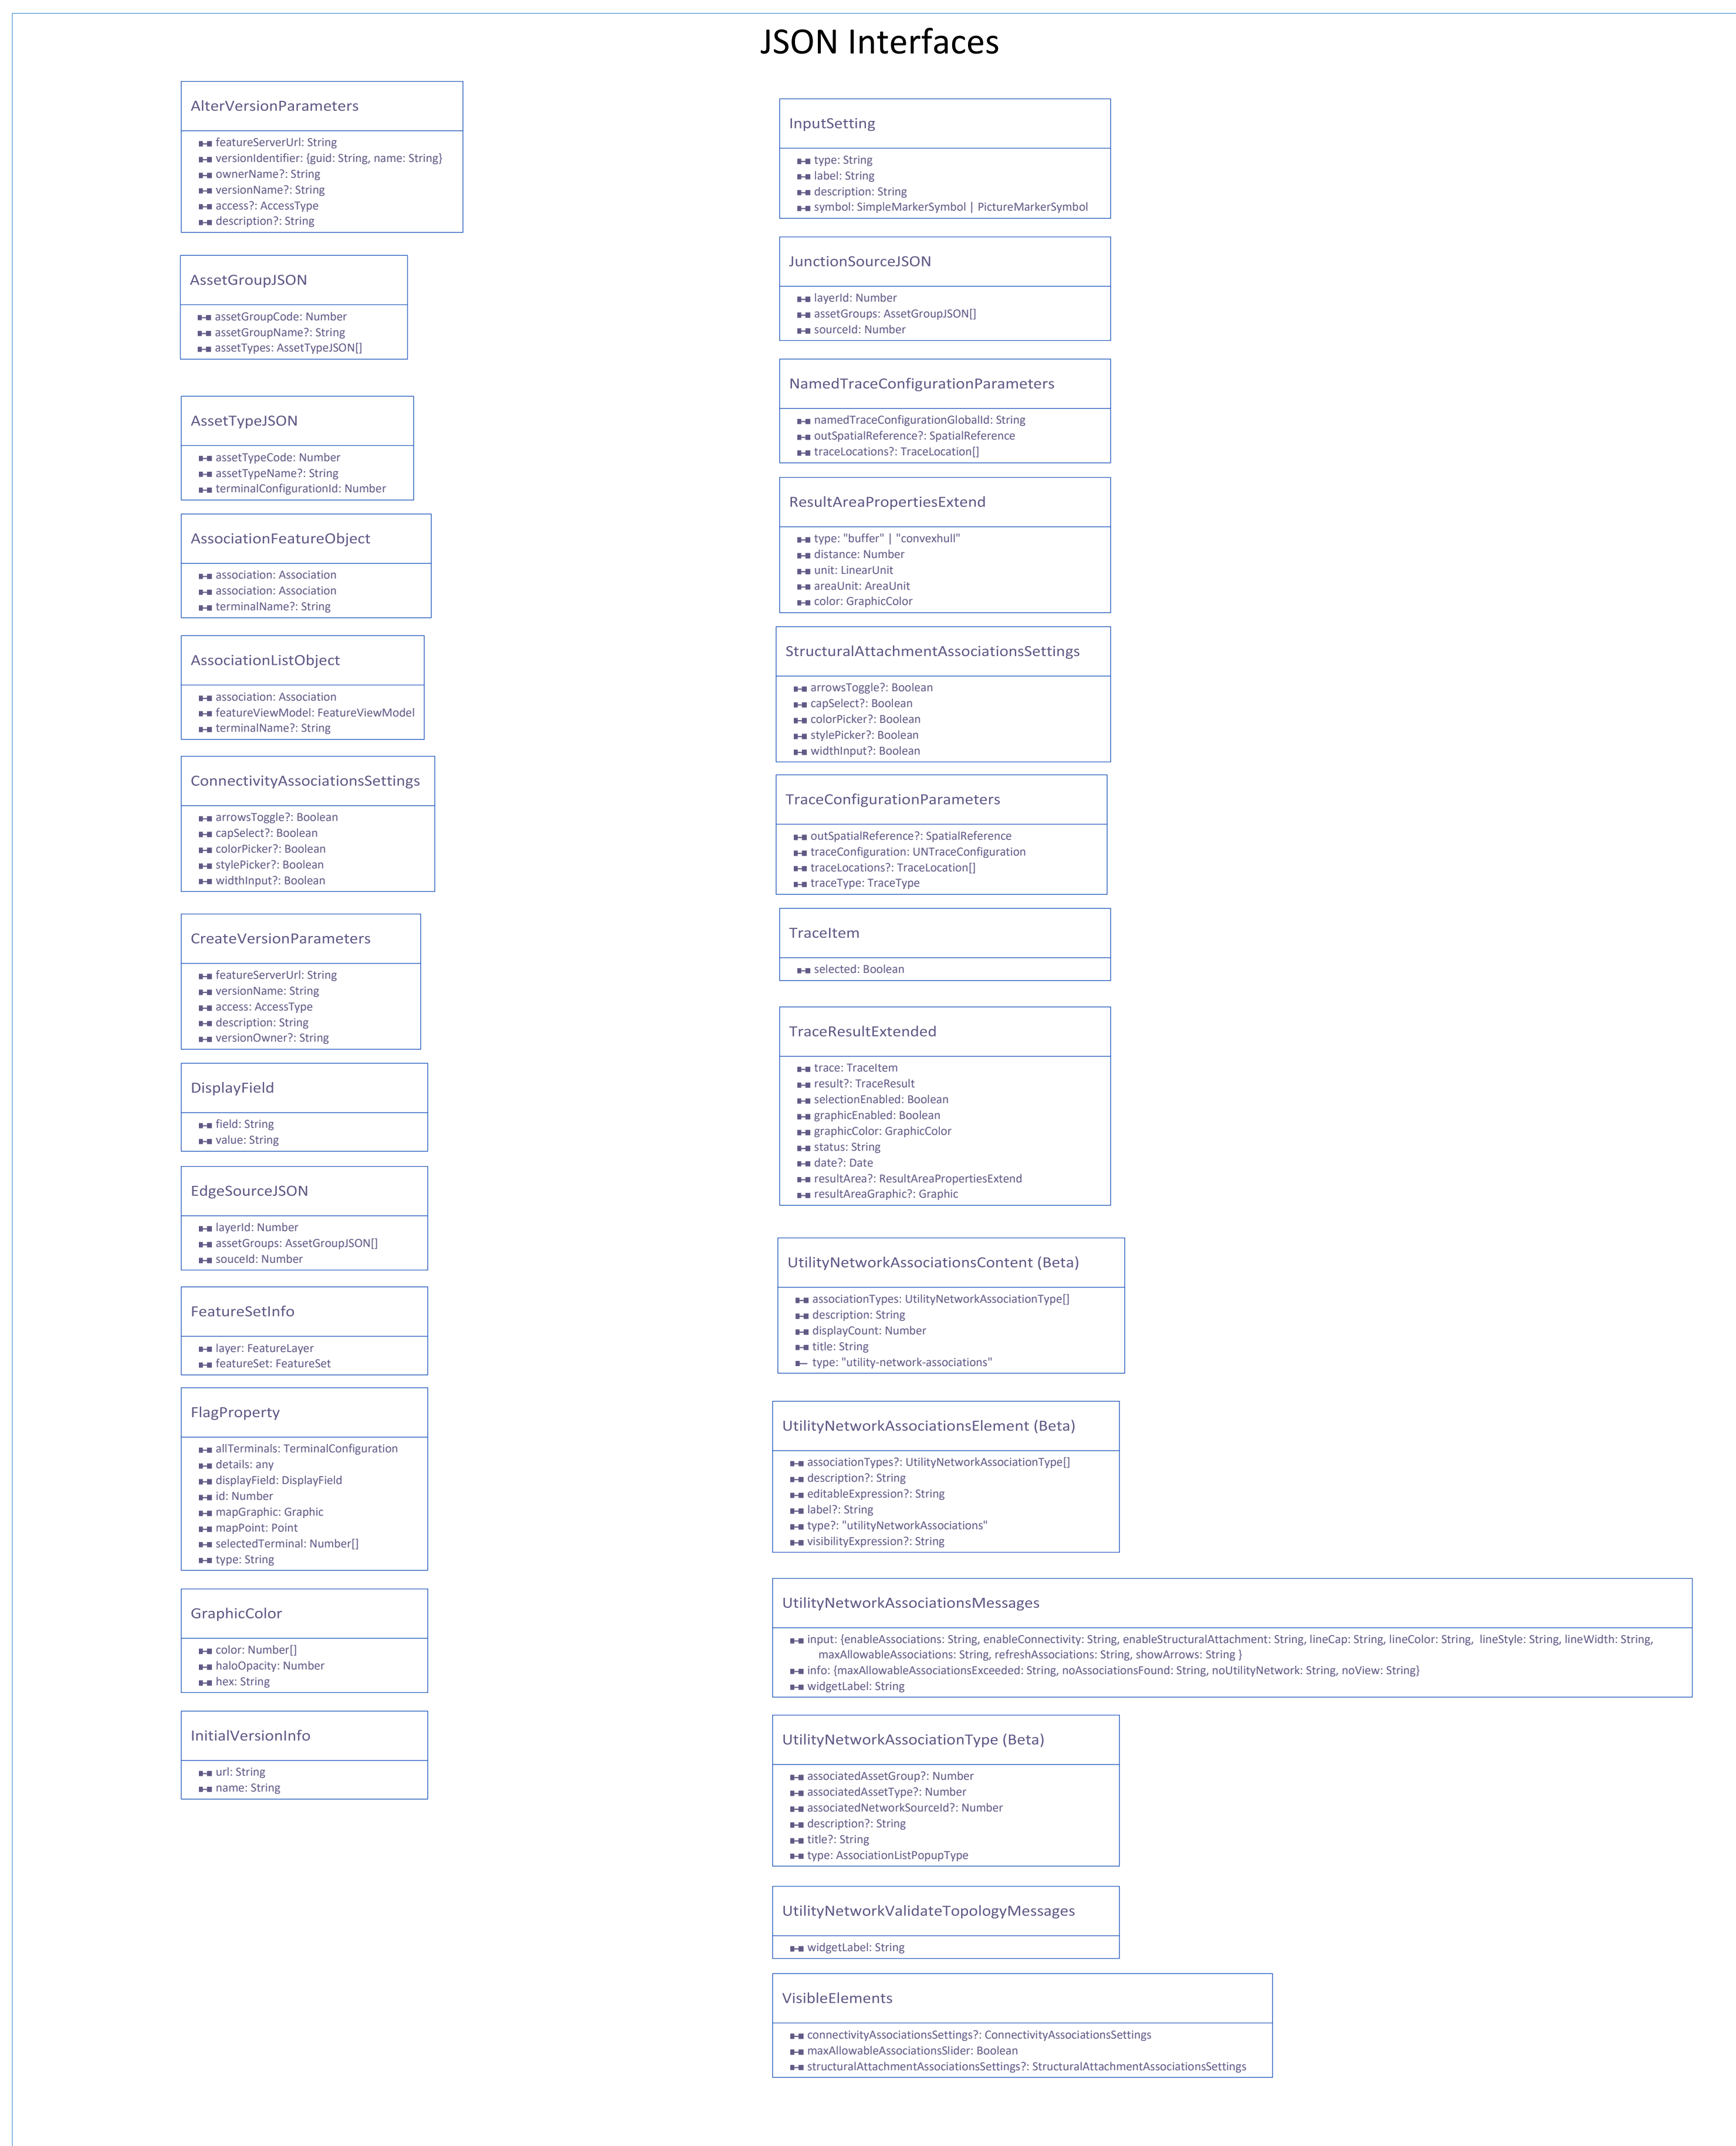 JSON Interfaces
AlterVersionParameters
featureServerUrl: String
versionIdentifier: {guid: String, name: String}
ownerName?: String
versionName?: String
access?: AccessType
description?: String
AssetGroupJSON
assetGroupCode: Number
assetGroupName?: String
assetTypes: AssetTypeJSON[]
AssetTypeJSON
assetTypeCode: Number
assetTypeName?: String
terminalConfigurationId: Number
AssociationFeatureObject
association: Association
association: Association
terminalName?: String
AssociationListObject
association: Association
featureViewModel: FeatureViewModel
terminalName?: String
ConnectivityAssociationsSettings
arrowsToggle?: Boolean
capSelect?: Boolean
colorPicker?: Boolean
stylePicker?: Boolean
widthInput?: Boolean
CreateVersionParameters
featureServerUrl: String
versionName: String
access: AccessType
description: String
versionOwner?: String
DisplayField
field: String
value: String
EdgeSourceJSON
layerId: Number
assetGroups: AssetGroupJSON[]
souceId: Number
FeatureSetInfo
layer: FeatureLayer
featureSet: FeatureSet
FlagProperty
allTerminals: TerminalConfiguration
details: any
displayField: DisplayField
id: Number
mapGraphic: Graphic
mapPoint: Point
selectedTerminal: Number[]
type: String
GraphicColor
color: Number[]
haloOpacity: Number
hex: String
InitialVersionInfo
url: String
name: String
InputSetting
type: String
label: String
description: String
symbol: SimpleMarkerSymbol | PictureMarkerSymbol
JunctionSourceJSON
layerId: Number
assetGroups: AssetGroupJSON[]
sourceId: Number
NamedTraceConfigurationParameters
namedTraceConfigurationGlobalId: String
outSpatialReference?: SpatialReference
traceLocations?: TraceLocation[]
ResultAreaPropertiesExtend
type: "buffer" | "convexhull"
distance: Number
unit: LinearUnit
areaUnit: AreaUnit
color: GraphicColor
StructuralAttachmentAssociationsSettings
arrowsToggle?: Boolean
capSelect?: Boolean
colorPicker?: Boolean
stylePicker?: Boolean
widthInput?: Boolean
TraceConfigurationParameters
outSpatialReference?: SpatialReference
traceConfiguration: UNTraceConfiguration
traceLocations?: TraceLocation[]
traceType: TraceType
TraceItem
selected: Boolean
TraceResultExtended
trace: TraceItem
result?: TraceResult
selectionEnabled: Boolean
graphicEnabled: Boolean
graphicColor: GraphicColor
status: String
date?: Date
resultArea?: ResultAreaPropertiesExtend
resultAreaGraphic?: Graphic
UtilityNetworkAssociationsContent (Beta)
associationTypes: UtilityNetworkAssociationType[]
description: String
displayCount: Number
title: String
type: "utility-network-associations"
UtilityNetworkAssociationsElement (Beta)
associationTypes?: UtilityNetworkAssociationType[]
description?: String
editableExpression?: String
label?: String
type?: "utilityNetworkAssociations"
visibilityExpression?: String
UtilityNetworkAssociationsMessages
input: {enableAssociations: String, enableConnectivity: String, enableStructuralAttachment: String, lineCap: String, lineColor: String, lineStyle: String, lineWidth: String,
maxAllowableAssociations: String, refreshAssociations: String, showArrows: String }
info: {maxAllowableAssociationsExceeded: String, noAssociationsFound: String, noUtilityNetwork: String, noView: String}
widgetLabel: String
UtilityNetworkAssociationType (Beta)
associatedAssetGroup?: Number
associatedAssetType?: Number
associatedNetworkSourceId?: Number
description?: String
title?: String
type: AssociationListPopupType
UtilityNetworkValidateTopologyMessages
widgetLabel: String
VisibleElements
connectivityAssociationsSettings?: ConnectivityAssociationsSettings
maxAllowableAssociationsSlider: Boolean
structuralAttachmentAssociationsSettings?: StructuralAttachmentAssociationsSettings